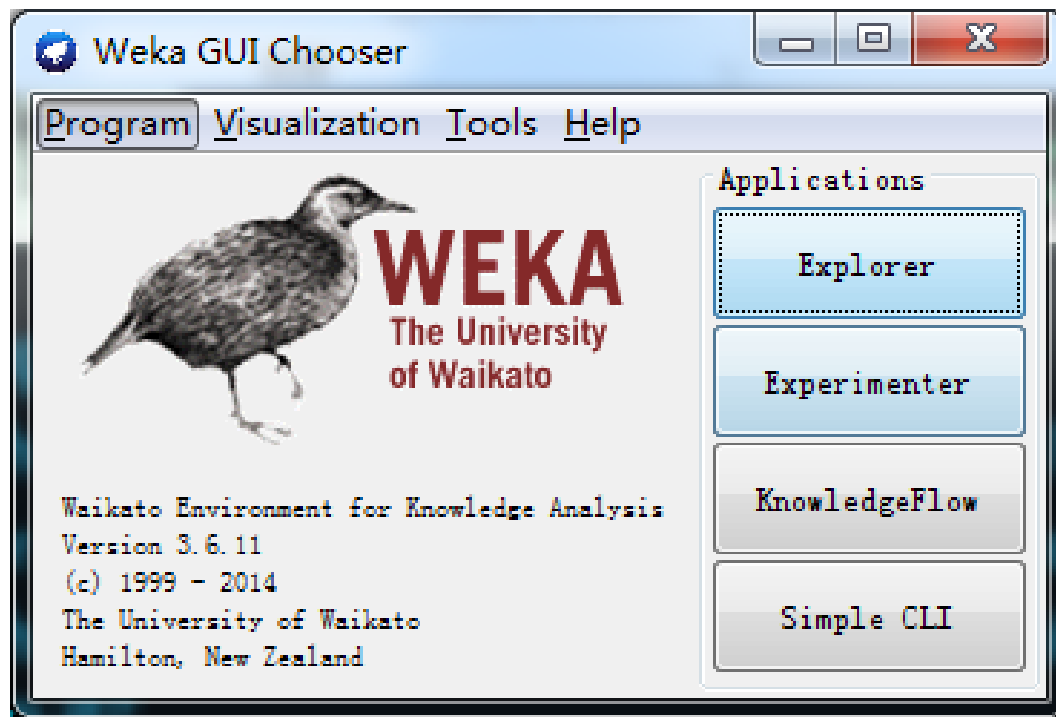 Weka GUI Chooser
Program Visualization Tools Help
WEKA
The University
of Waikato
Waikato Environment for Knowledge Analysis
Version 3.6.11
(c) 1999 - 2014
The University of Waikato
Hamilton, New Zealand
Applications
Explorer
Experimenter
KnowledgeFlow
Simple CLI